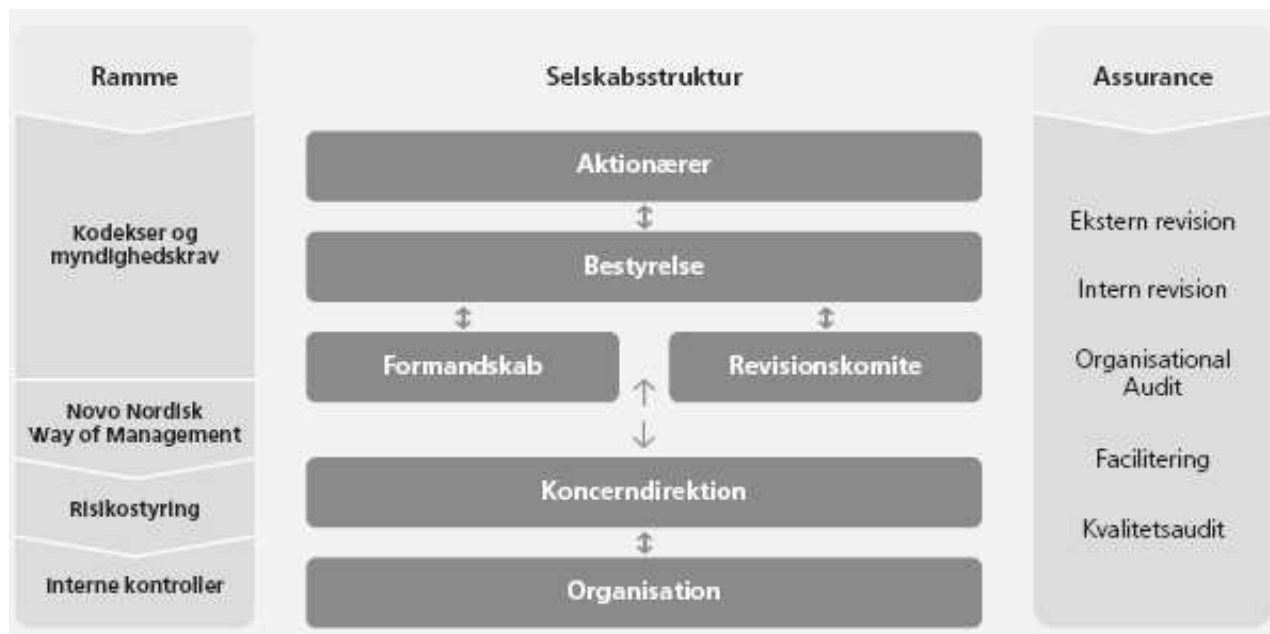 Ramme
Kodekser og
myndighedskrav
Novo Nordisk
Way of Management
Risikostyring
Interne kontroller
Selskabsstruktur
Aktionærer
Bestyrelse
Formandskab
Revisionskomite
Koncerndirektion
Organisation
Assurance
Ekstern revision
Intern revision
Organisational
Audit
Facilitering
Kvalitetsaudit